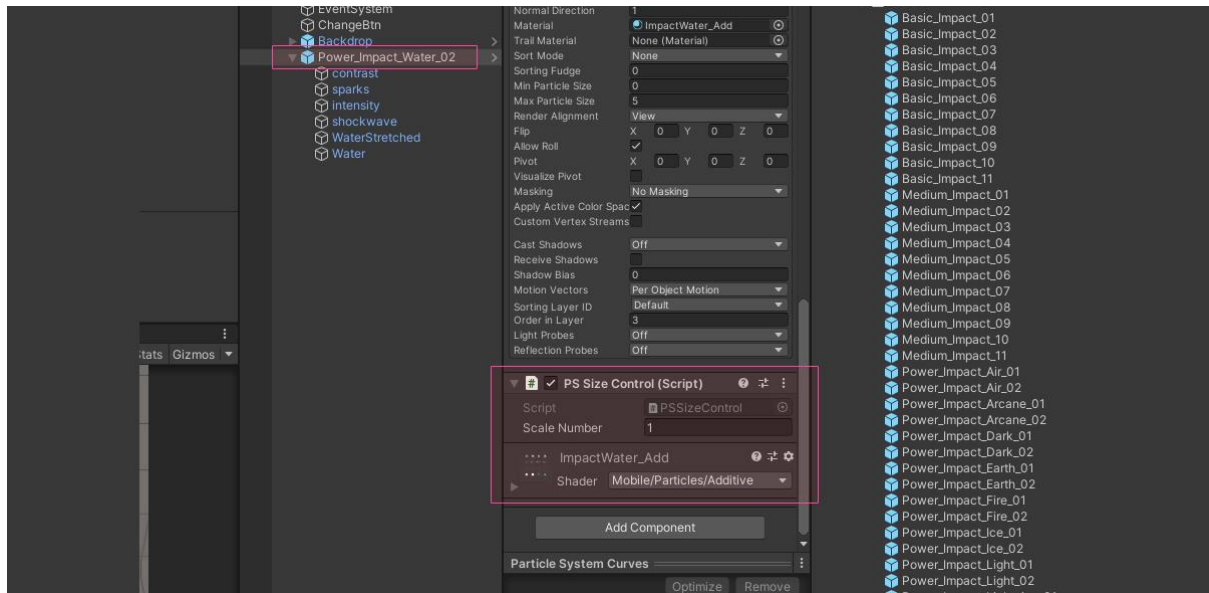 EventSystem
ChangeBtn
Backdrop
Power_Impact_Water_02
contrast
sparks
intensity
shockwave
WaterStretched
Water
Stats Gizmos
Normal Direction 1
Material ImpactWater_Add
Trail Material None (Material)
Sort Mode None
Sorting Fudge 0
Min Particle Size 0
Max Particle Size 5
Render Alignment View
Flip X 0 Y 0 Z 0
Allow Roll
Pivot X 0 Y 0 Z 0
Visualize Pivot
Masking No Masking
Apply Active Color Spac
Custom Vertex Streams
Cast Shadows Off
Receive Shadows
Shadow Bias 0
Motion Vectors Per Object Motion
Sorting Layer ID Default
Order in Layer 3
Light Probes Off
Reflection Probes Off
# PS Size Control (Script)
Script PSSizeControl
Scale Number 1
ImpactWater_Add
Shader Mobile/Particles/Additive
Add Component
Particle System Curves
Optimize Remove
Basic_Impact_01
Basic_Impact_02
Basic_Impact_03
Basic_Impact_04
Basic_Impact_05
Basic_Impact_06
Basic_Impact_07
Basic_Impact_08
Basic_Impact_09
Basic_Impact_10
Basic_Impact_11
Medium_Impact_01
Medium_Impact_02
Medium_Impact_03
Medium_Impact_04
Medium_Impact_05
Medium_Impact_06
Medium_Impact_07
Medium_Impact_08
Medium_Impact_09
Medium_Impact_10
Medium_Impact_11
Power_Impact_Air_01
Power_Impact_Air_02
Power_Impact_Arcane_01
Power_Impact_Arcane_02
Power_Impact_Dark_01
Power_Impact_Dark_02
Power_Impact_Earth_01
Power_Impact_Earth_02
Power_Impact_Fire_01
Power_Impact_Fire_02
Power_Impact_Ice_01
Power_Impact_Ice_02
Power_Impact_Light_01
Power_Impact_Light_02